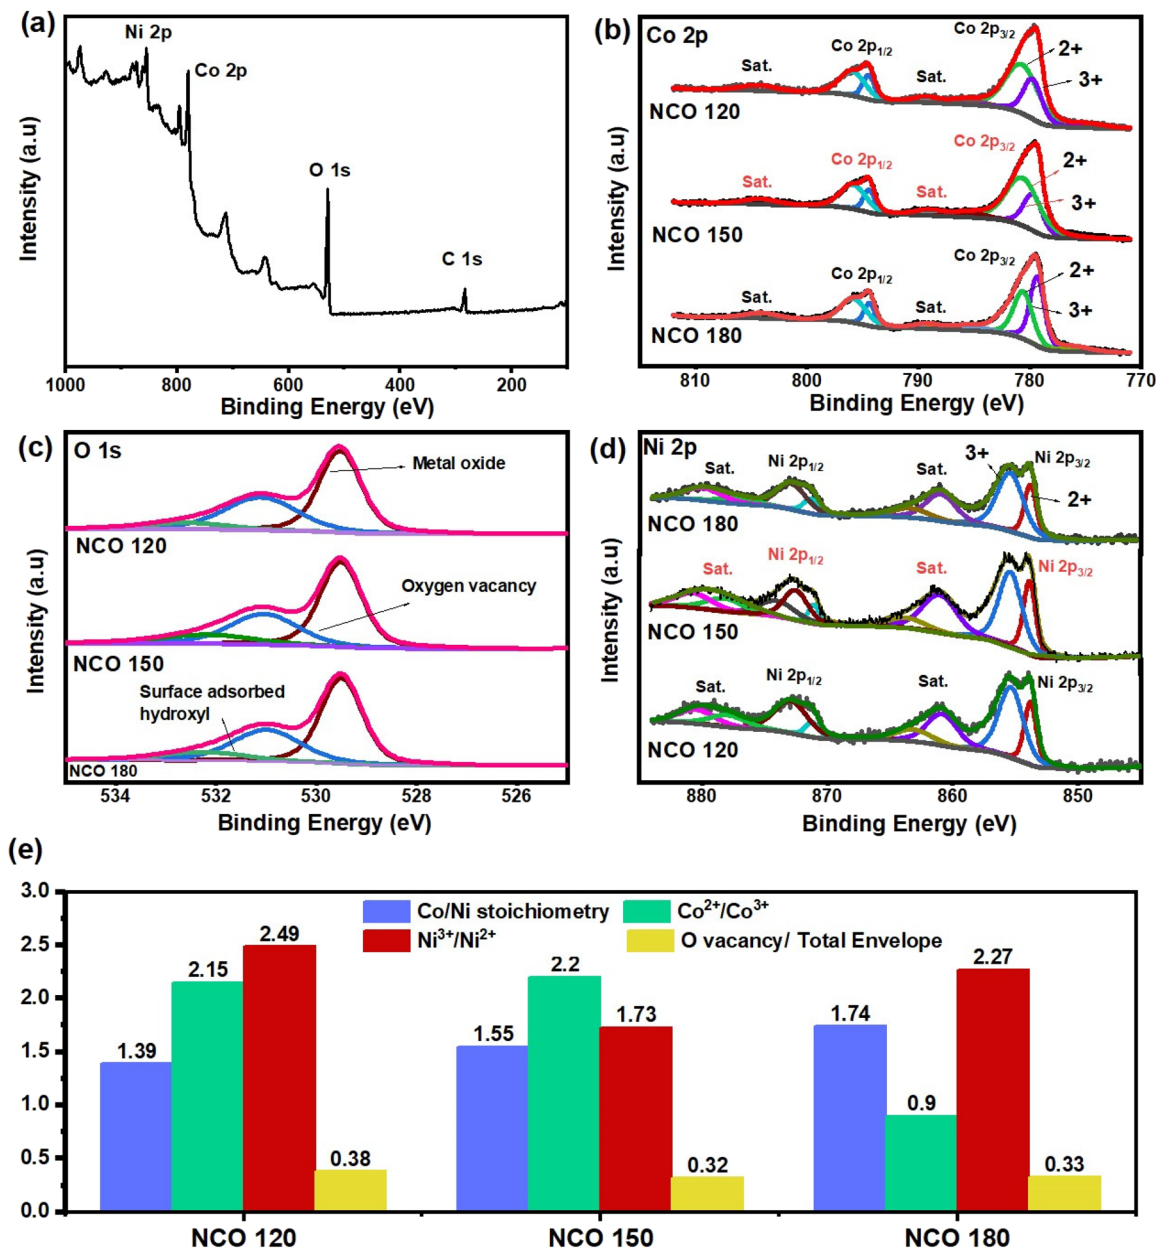 (a)
Ni 2p
Co 2p
O 1s
C 1s
Intensity (a.u)
1000 800 600 400 200
Binding Energy (eV)
(b)
Co 2p
Sat.
Co 2p1/2
Sat.
Co 2p3/2
2+
3+
NCO 120
Sat.
Co 2p1/2
Sat.
Co 2p3/2
2+
3+
NCO 150
Sat.
Co 2p1/2
Sat.
Co 2p3/2
2+
3+
NCO 180
Intensity (a.u)
810 800 790 780 770
Binding Energy (eV)
(c)
O 1s
Metal oxide
NCO 120
Oxygen vacancy
NCO 150
Surface adsorbed
hydroxyl
NCO 180
Intensity (a.u)
534 532 530 528 526
Binding Energy (eV)
(d)
Ni 2p
Sat.
Ni 2p1/2
Sat.
3+
Ni 2p3/2
2+
NCO 180
Sat.
Ni 2p1/2
Sat.
Ni 2p3/2
NCO 150
Sat.
Ni 2p1/2
Sat.
Ni 2p3/2
NCO 120
Intensity (a.u)
880 870 860 850
Binding Energy (eV)
(e)
3.0
2.5
2.0
1.5
1.0
0.5
0.0
Co/Ni stoichiometry
Co2+/Co3+
Ni3+/Ni2+
O vacancy/ Total Envelope
1.39 2.15 2.49 0.38
1.55 2.2 1.73 0.32
1.74 0.9 2.27 0.33
NCO 120 NCO 150 NCO 180